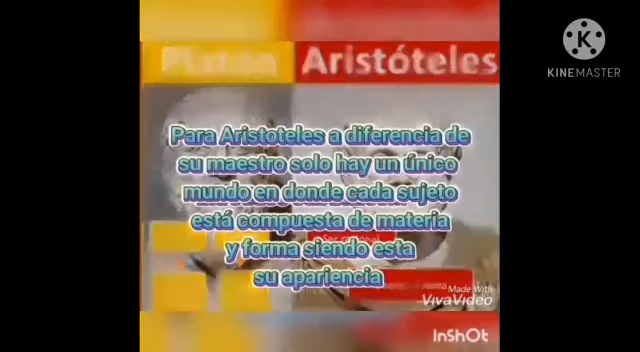 KINEMASTER
Platón Aristóteles
Para Aristoteles a diferencia de
su maestro solo hay un único
mundo en donde cada sujeto
está compuesta de materia
y forma siendo esta
su apariencia
Made With
VivaVideo
InShOt